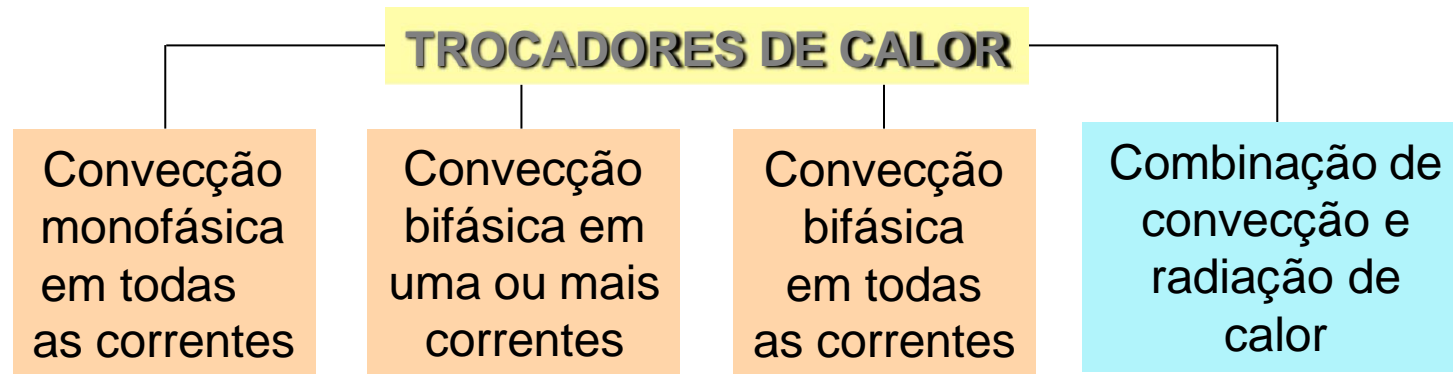 TROCADORES DE CALOR
Convecção
monofásica
em todas
as correntes
Convecção
bifásica em
uma ou mais
correntes
Convecção
bifásica
em todas
as correntes
Combinação de
convecção e
radiação de
calor